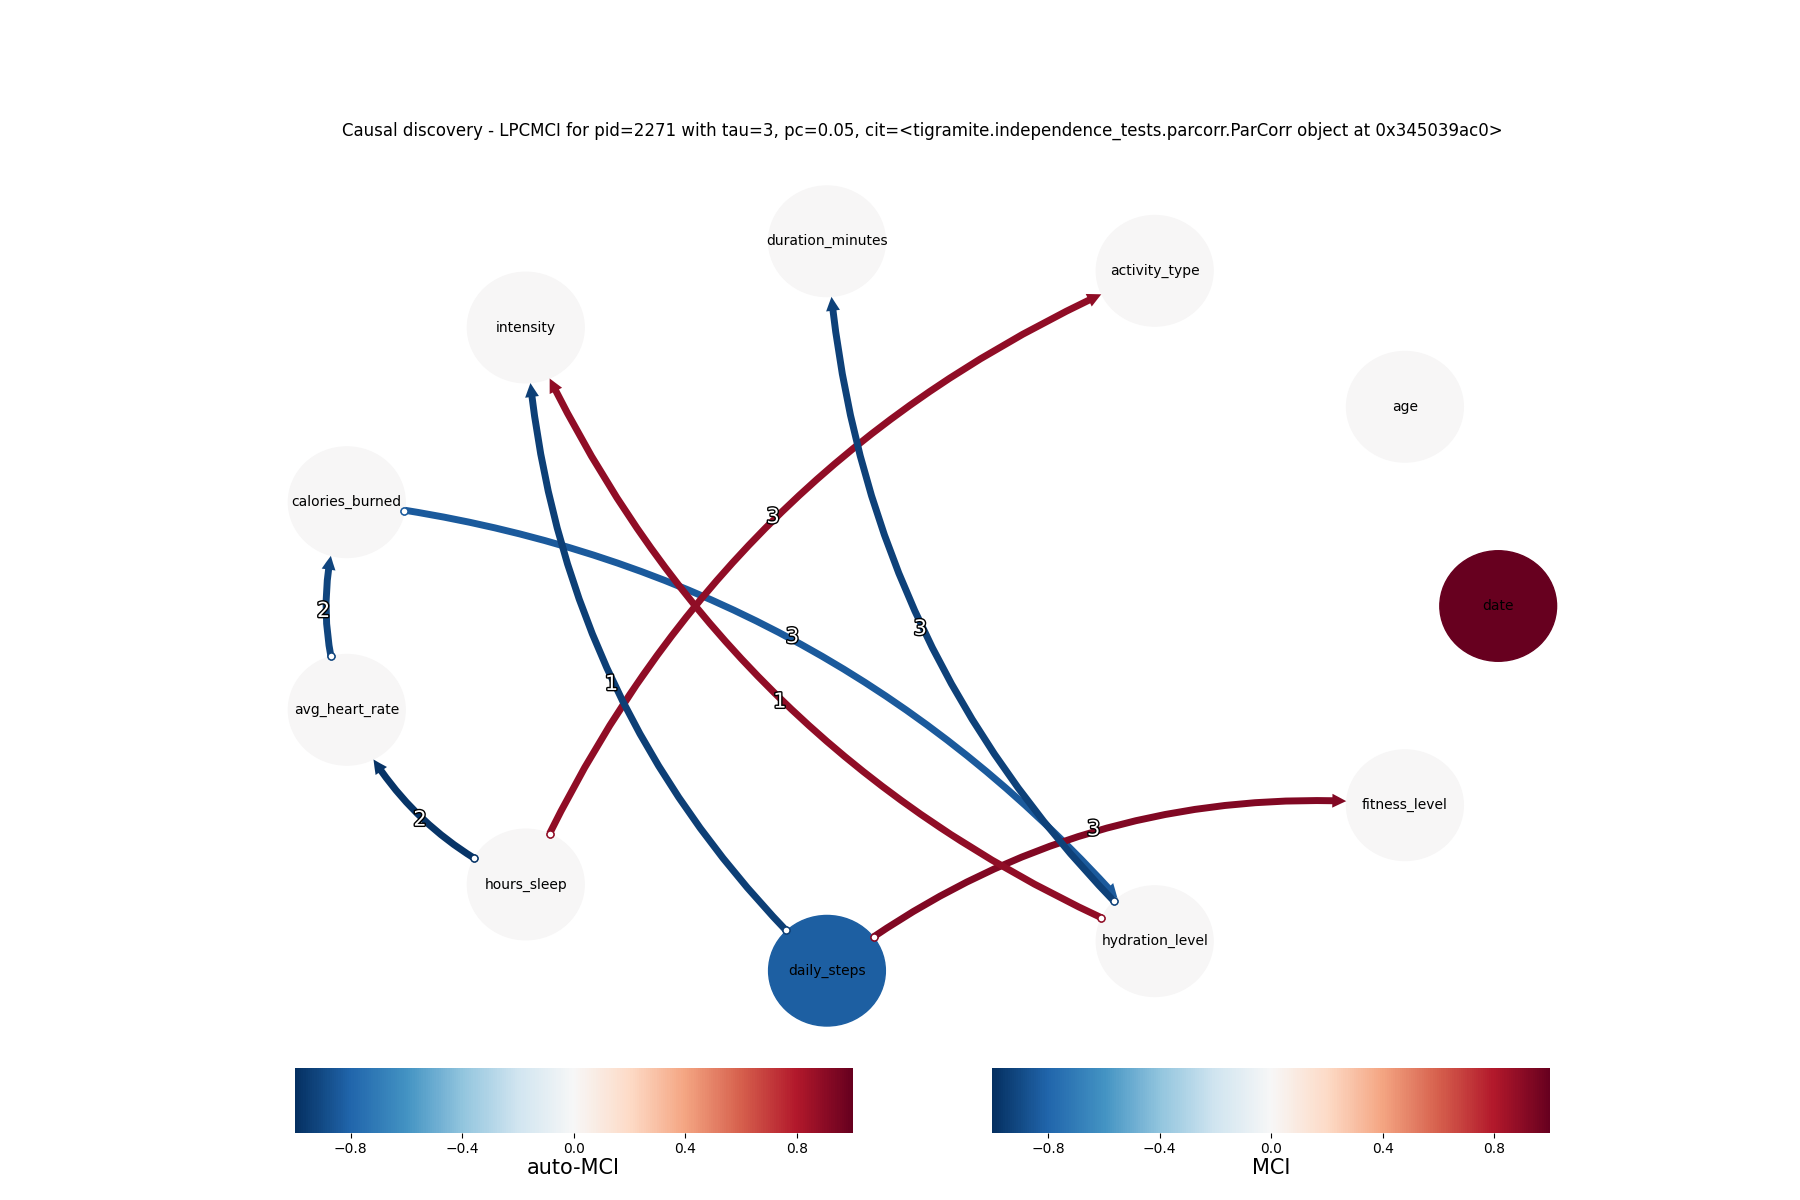 Causal discovery - LPCMCI for pid=2271 with tau=3, pc=0.05, cit=<tigramite.independence_tests.parcorr.ParCorr object at 0x345039ac0>
duration_minutes
activity_type
intensity
age
calories_burned
3
date
2
3
3
1
1
avg_heart_rate
fitness_level
2
3
hours_sleep
hydration_level
daily_steps
−0.8 −0.4 0.0 0.4 0.8
auto-MCI
−0.8 −0.4 0.0 0.4 0.8
MCI